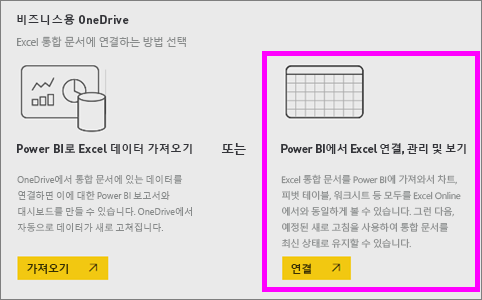 비즈니스용 OneDrive
Excel 통합 문서에 연결하는 방법 선택
Power BI로 Excel 데이터 가져오기
OneDrive에서 통합 문서에 있는 데이터를
연결하면 이에 대한 Power BI 보고서와
대시보드를 만들 수 있습니다. OneDrive에서
자동으로 데이터가 새로 고쳐집니다.
가져오기
또는
Power BI에서 Excel 연결, 관리 및 보기
Excel 통합 문서를 Power BI에 가져와서 차트,
피벗 테이블, 워크시트 등 모두를 Excel Online
에서와 동일하게 볼 수 있습니다. 그런 다음,
예정된 새로 고침을 사용하여 통합 문서를
최신 상태로 유지할 수 있습니다.
연결